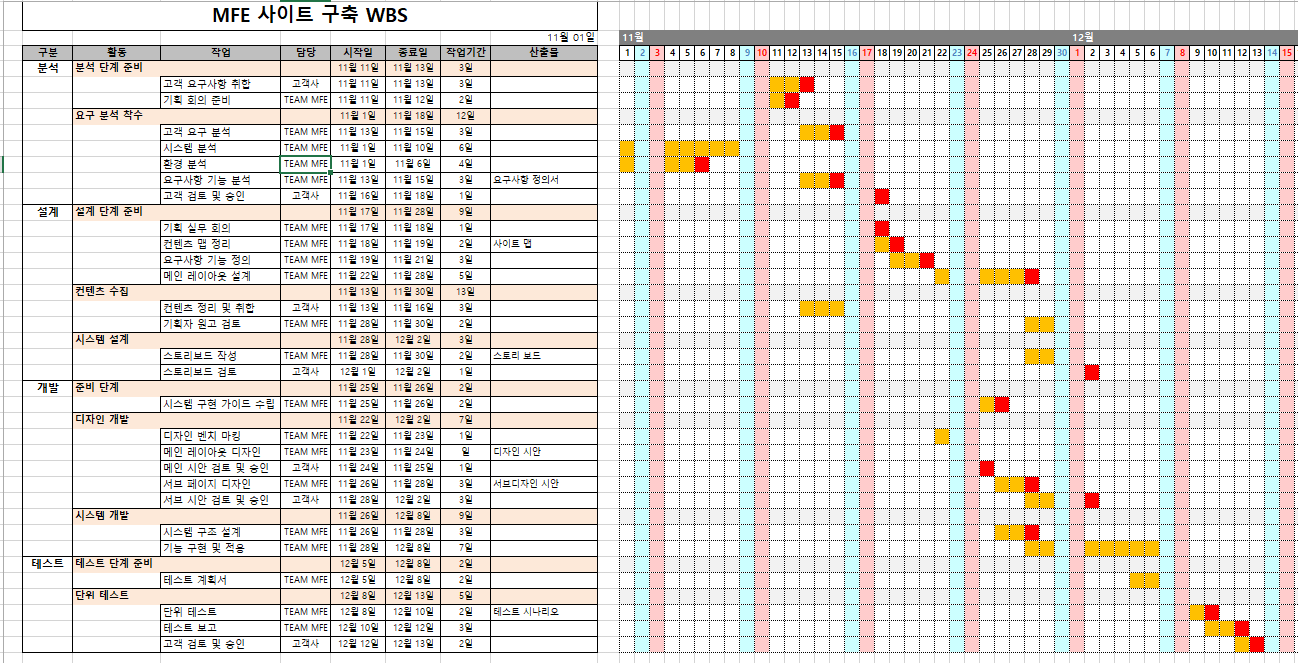 MFE 사이트 구축 WBS
11월 01일
11월 12월
구분 활동 작업 담당 시작일 종료일 작업기간 산출물 1 2 3 4 5 6 7 8 9 10 11 12 13 14 15 16 17 18 19 20 21 22 23 24 25 26 27 28 29 30 1 2 3 4 5 6 7 8 9 10 11 12 13 14 15
분석 분석 단계 준비 11월 11일 11월 13일 3일
고객 요구사항 취합 고객사 11월 11일 11월 13일 3일
기획 회의 준비 TEAM MFE 11월 11일 11월 12일 2일
요구 분석 착수 11월 1일 11월 18일 12일
고객 요구 분석 TEAM MFE 11월 13일 11월 15일 3일
시스템 분석 TEAM MFE 11월 1일 11월 10일 6일
환경 분석 TEAM MFE 11월 1일 11월 6일 4일
요구사항 기능 분석 TEAM MFE 11월 13일 11월 15일 3일 요구사항 정의서
고객 검토 및 승인 고객사 11월 16일 11월 18일 1일
설계 설계 단계 준비 11월 17일 11월 28일 9일
기획 실무 회의 TEAM MFE 11월 17일 11월 18일 1일
컨텐츠 맵 정리 TEAM MFE 11월 18일 11월 19일 2일 사이트 맵
요구사항 기능 정의 TEAM MFE 11월 19일 11월 21일 3일
메인 레이아웃 설계 TEAM MFE 11월 22일 11월 28일 5일
컨텐츠 수집 11월 13일 11월 30일 13일
컨텐츠 정리 및 취합 고객사 11월 13일 11월 16일 3일
기획자 원고 검토 TEAM MFE 11월 28일 11월 30일 2일
시스템 설계 11월 28일 12월 2일 3일
스토리보드 작성 TEAM MFE 11월 28일 11월 30일 2일 스토리 보드
스토리보드 검토 고객사 12월 1일 12월 2일 1일
개발 준비 단계 11월 25일 11월 26일 2일
시스템 구현 가이드 수립 TEAM MFE 11월 25일 11월 26일 2일
디자인 개발 11월 22일 12월 2일 7일
디자인 벤치 마킹 TEAM MFE 11월 22일 11월 23일 1일
메인 레이아웃 디자인 TEAM MFE 11월 23일 11월 24일 일 디자인 시안
메인 시안 검토 및 승인 고객사 11월 24일 11월 25일 1일
서브 페이지 디자인 TEAM MFE 11월 26일 11월 28일 3일 서브디자인 시안
서브 시안 검토 및 승인 고객사 11월 28일 12월 2일 3일
시스템 개발 11월 26일 12월 8일 9일
시스템 구조 설계 TEAM MFE 11월 26일 11월 28일 3일
기능 구현 및 적용 TEAM MFE 11월 28일 12월 8일 7일
테스트 테스트 단계 준비 12월 5일 12월 8일 2일
테스트 계획서 TEAM MFE 12월 5일 12월 8일 2일
단위 테스트 12월 8일 12월 13일 5일
단위 테스트 TEAM MFE 12월 8일 12월 10일 2일 테스트 시나리오
테스트 보고 TEAM MFE 12월 10일 12월 12일 3일
고객 검토 및 승인 고객사 12월 12일 12월 13일 2일